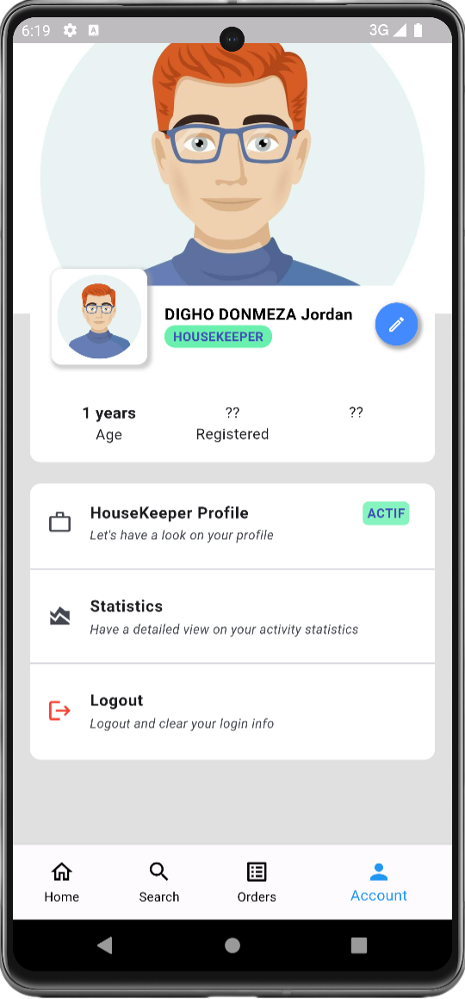 6:19
A
3G
DIGHO DONMEZA Jordan
HOUSEKEEPER
1 years
??
??
Age
Registered
HouseKeeper Profile
ACTIF
Let's have a look on your profile
Statistics
Have a detailed view on your activity statistics
Logout
Logout and clear your login info
Home
Search
Orders
Account